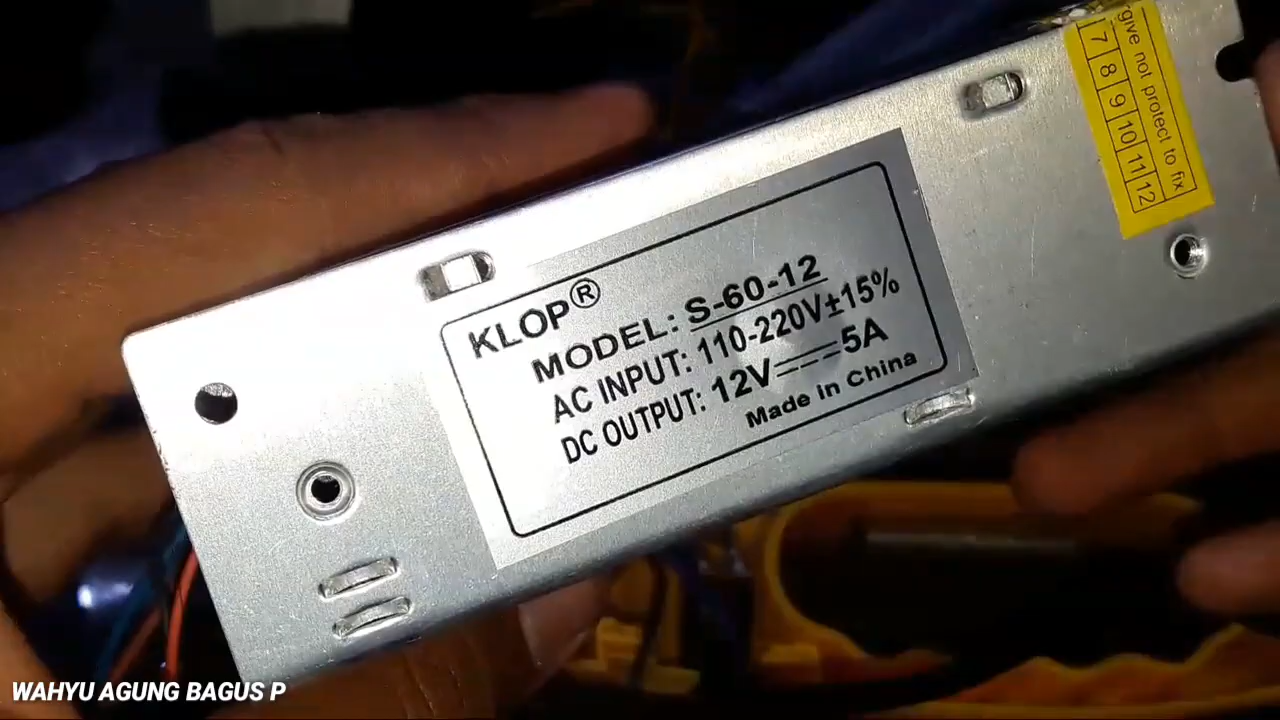 KLOP®
MODEL: S-60-12
AC INPUT: 110-220V±15%
DC OUTPUT: 12V⎓5A
Made in China
give not protect to fix
7 8 9 10 11 12
WAHYU AGUNG BAGUS P